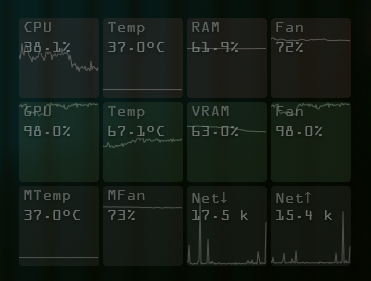 CPU Temp RAM Fan
38.1% 37.0°C 61.9% 72%
GPU Temp VRAM Fan
98.0% 67.1°C 63.0% 98.0%
MTemp MFan Net↓ Net↑
37.0°C 73% 17.5 k 15.4 k